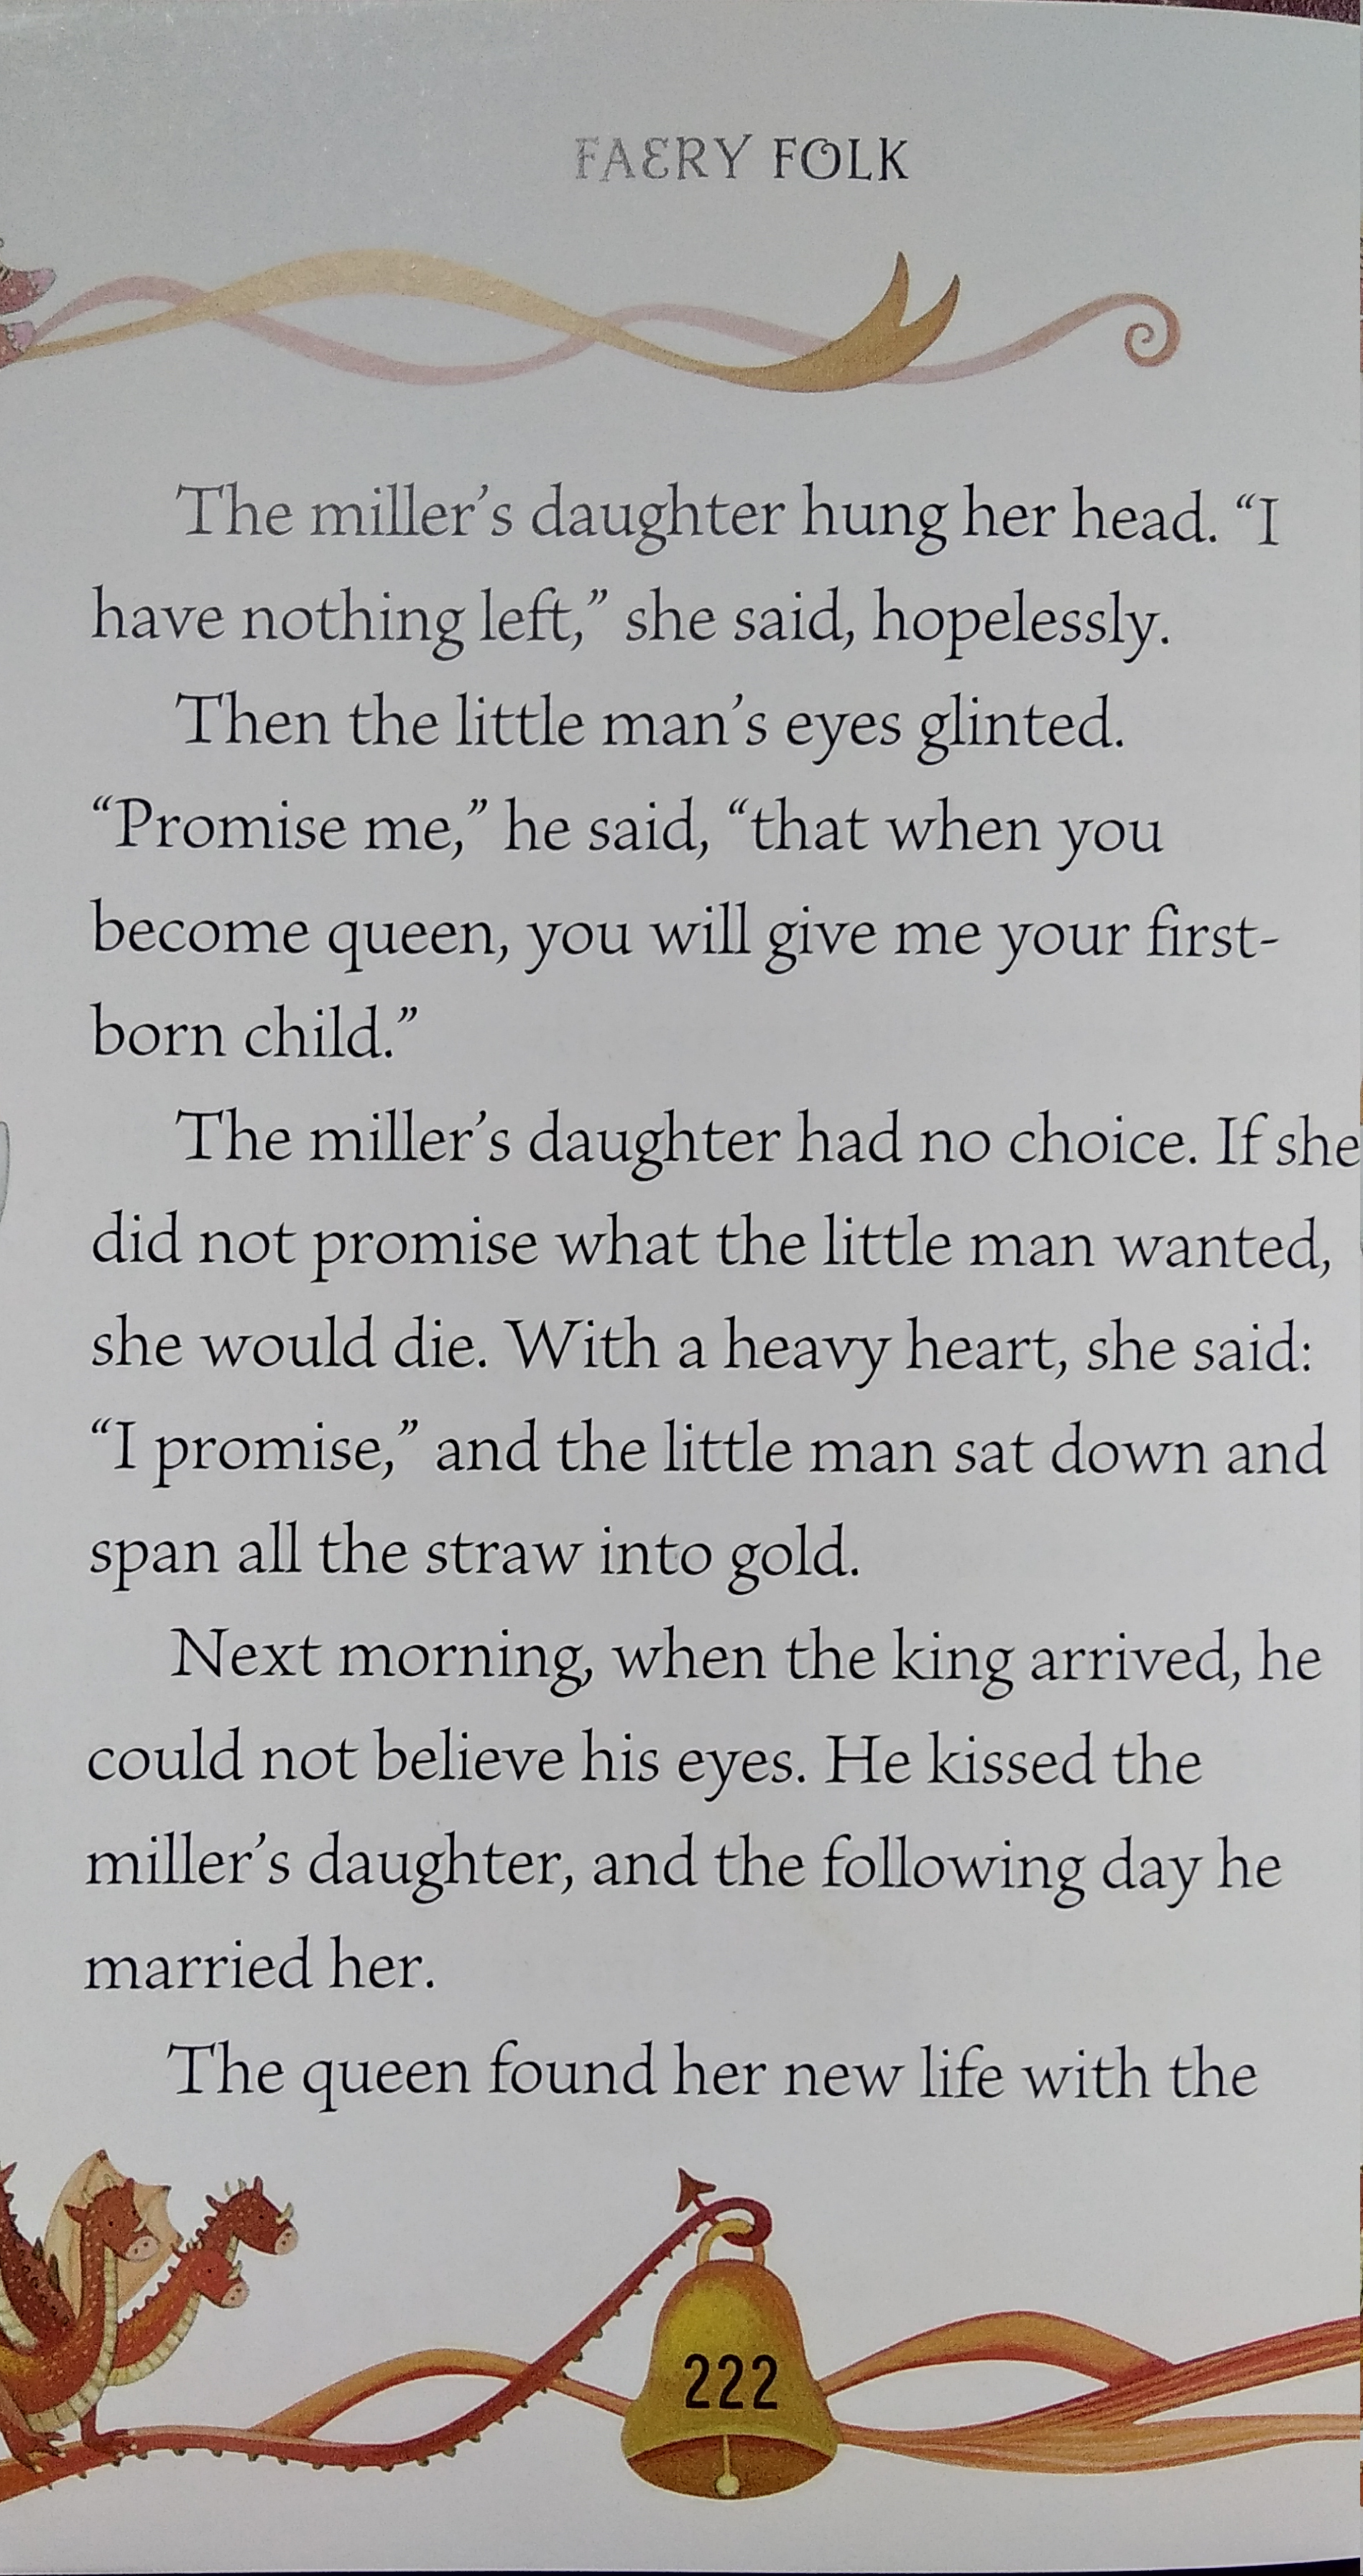 FAERY FOLK
The miller’s daughter hung her head. “I
have nothing left,” she said, hopelessly.
Then the little man’s eyes glinted.
“Promise me,” he said, “that when you
become queen, you will give me your first-
born child.”
The miller’s daughter had no choice. If she
did not promise what the little man wanted,
she would die. With a heavy heart, she said:
“I promise,” and the little man sat down and
span all the straw into gold.
Next morning, when the king arrived, he
could not believe his eyes. He kissed the
miller’s daughter, and the following day he
married her.
The queen found her new life with the
222